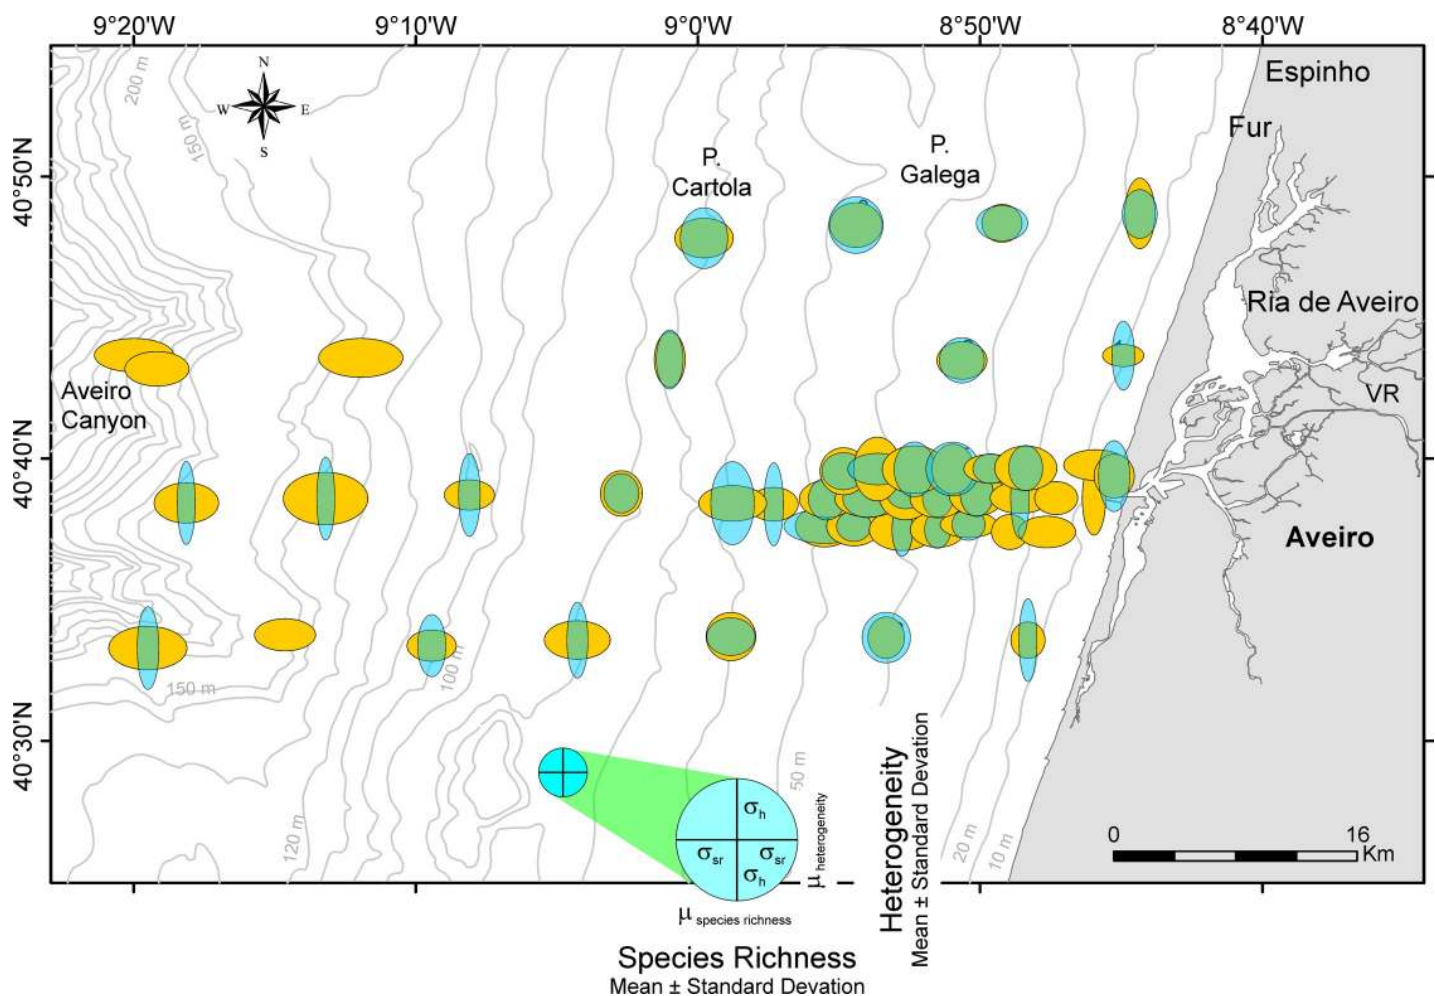 9°20'W 9°10'W 9°0'W 8°50'W 8°40'W
200 m
N
W E
S
150 m
Espinho
Fur
P.
Cartola
P.
Galega
40°50'N
Ria de Aveiro
VR
Aveiro
Canyon
40°40'N
Aveiro
150 m
100 m
40°30'N
120 m
50 m
20 m
10 m
σh
σsr σsr
σh
μ heterogeneity
μ species richness
Heterogeneity
Mean ± Standard Devation
0 16
Km
Species Richness
Mean ± Standard Devation